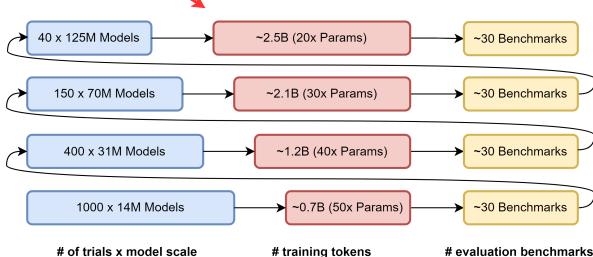 40 x 125M Models ~2.5B (20x Params) ~30 Benchmarks
150 x 70M Models ~2.1B (30x Params) ~30 Benchmarks
400 x 31M Models ~1.2B (40x Params) ~30 Benchmarks
1000 x 14M Models ~0.7B (50x Params) ~30 Benchmarks
# of trials x model scale # training tokens # evaluation benchmarks